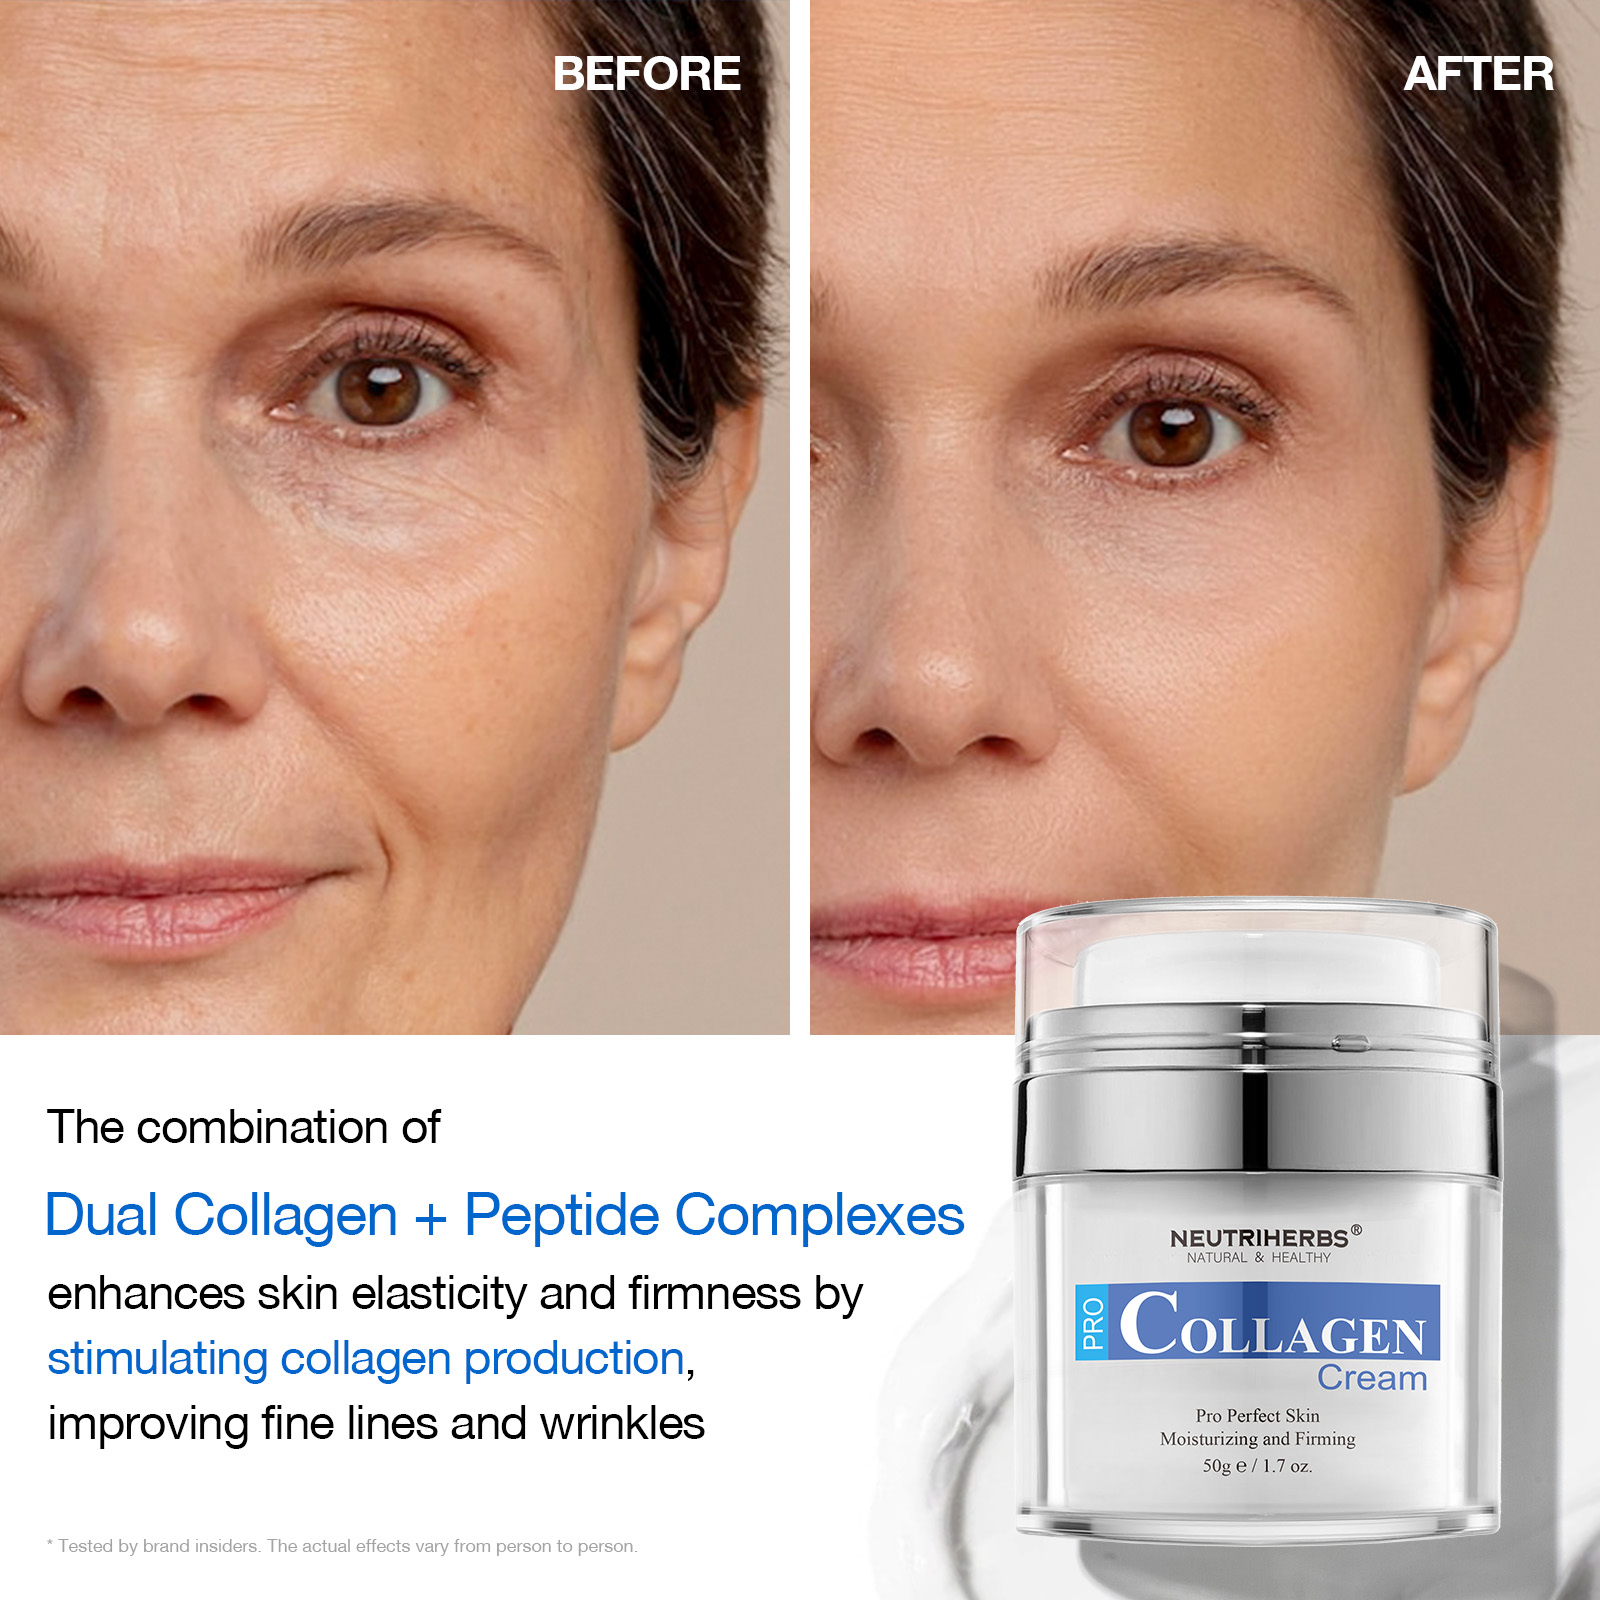 BEFORE
AFTER
The combination of
Dual Collagen + Peptide Complexes
enhances skin elasticity and firmness by
stimulating collagen production,
improving fine lines and wrinkles
* Tested by brand insiders. The actual effects vary from person to person.
NEUTRIHERBS®
NATURAL & HEALTHY
PRO
COLLAGEN
Cream
Pro Perfect Skin
Moisturizing and Firming
50g ℮ / 1.7 oz.